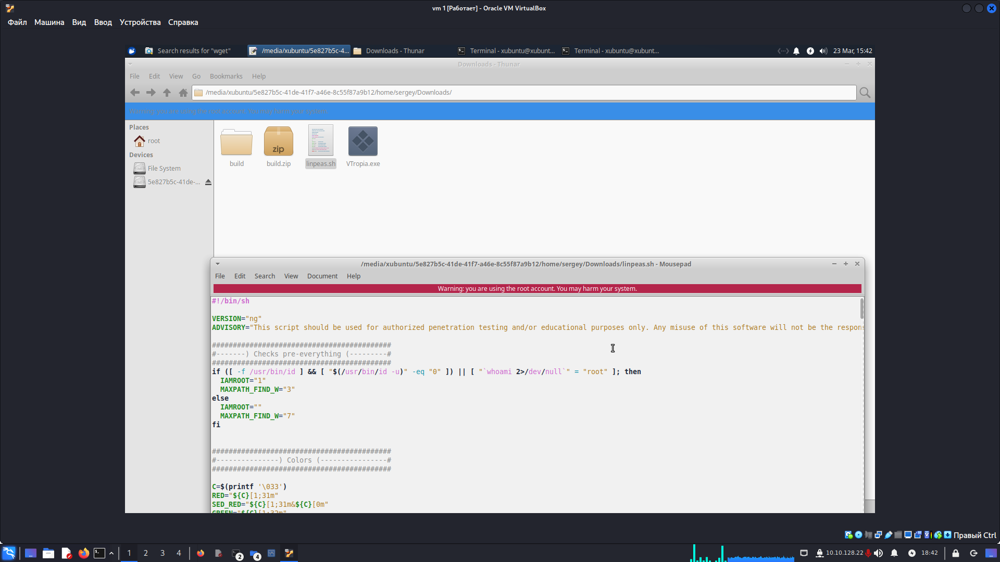 vm 1 [Работает] - Oracle VM VirtualBox
Файл Машина Вид Ввод Устройства Справка
Search results for "wget" /media/xubuntu/5e827b5c-4... Downloads - Thunar Terminal - xubuntu@xubunt... Terminal - xubuntu@xubunt... 23 Mar, 15:42
Downloads - Thunar
File Edit View Go Bookmarks Help
/media/xubuntu/5e827b5c-41de-41f7-a46e-8c55f87a9b12/home/sergey/Downloads/
Warning: you are using the root account. You may harm your system.
Places
root
Devices
File System
5e827b5c-41de-...
zip
build build.zip linpeas.sh VTropia.exe
/media/xubuntu/5e827b5c-41de-41f7-a46e-8c55f87a9b12/home/sergey/Downloads/linpeas.sh - Mousepad
File Edit Search View Document Help
Warning: you are using the root account. You may harm your system.
#!/bin/sh
VERSION="ng"
ADVISORY="This script should be used for authorized penetration testing and/or educational purposes only. Any misuse of this software will not be the respon
###########################################
#-------) Checks pre-everything (---------#
###########################################
if ([ -f /usr/bin/id ] && [ "$(/usr/bin/id -u)" -eq "0" ]) || [ "`whoami 2>/dev/null`" = "root" ]; then
IAMROOT="1"
MAXPATH_FIND_W="3"
else
IAMROOT=""
MAXPATH_FIND_W="7"
fi
###########################################
#---------------) Colors (----------------#
###########################################
C=$(printf '\033')
RED="${C}[1;31m"
SED_RED="${C}[1;31m&${C}[0m"
GREEN="${C}[1;32m"
Правый Ctrl
1 2 3 4 2 4 10.10.128.22 18:42